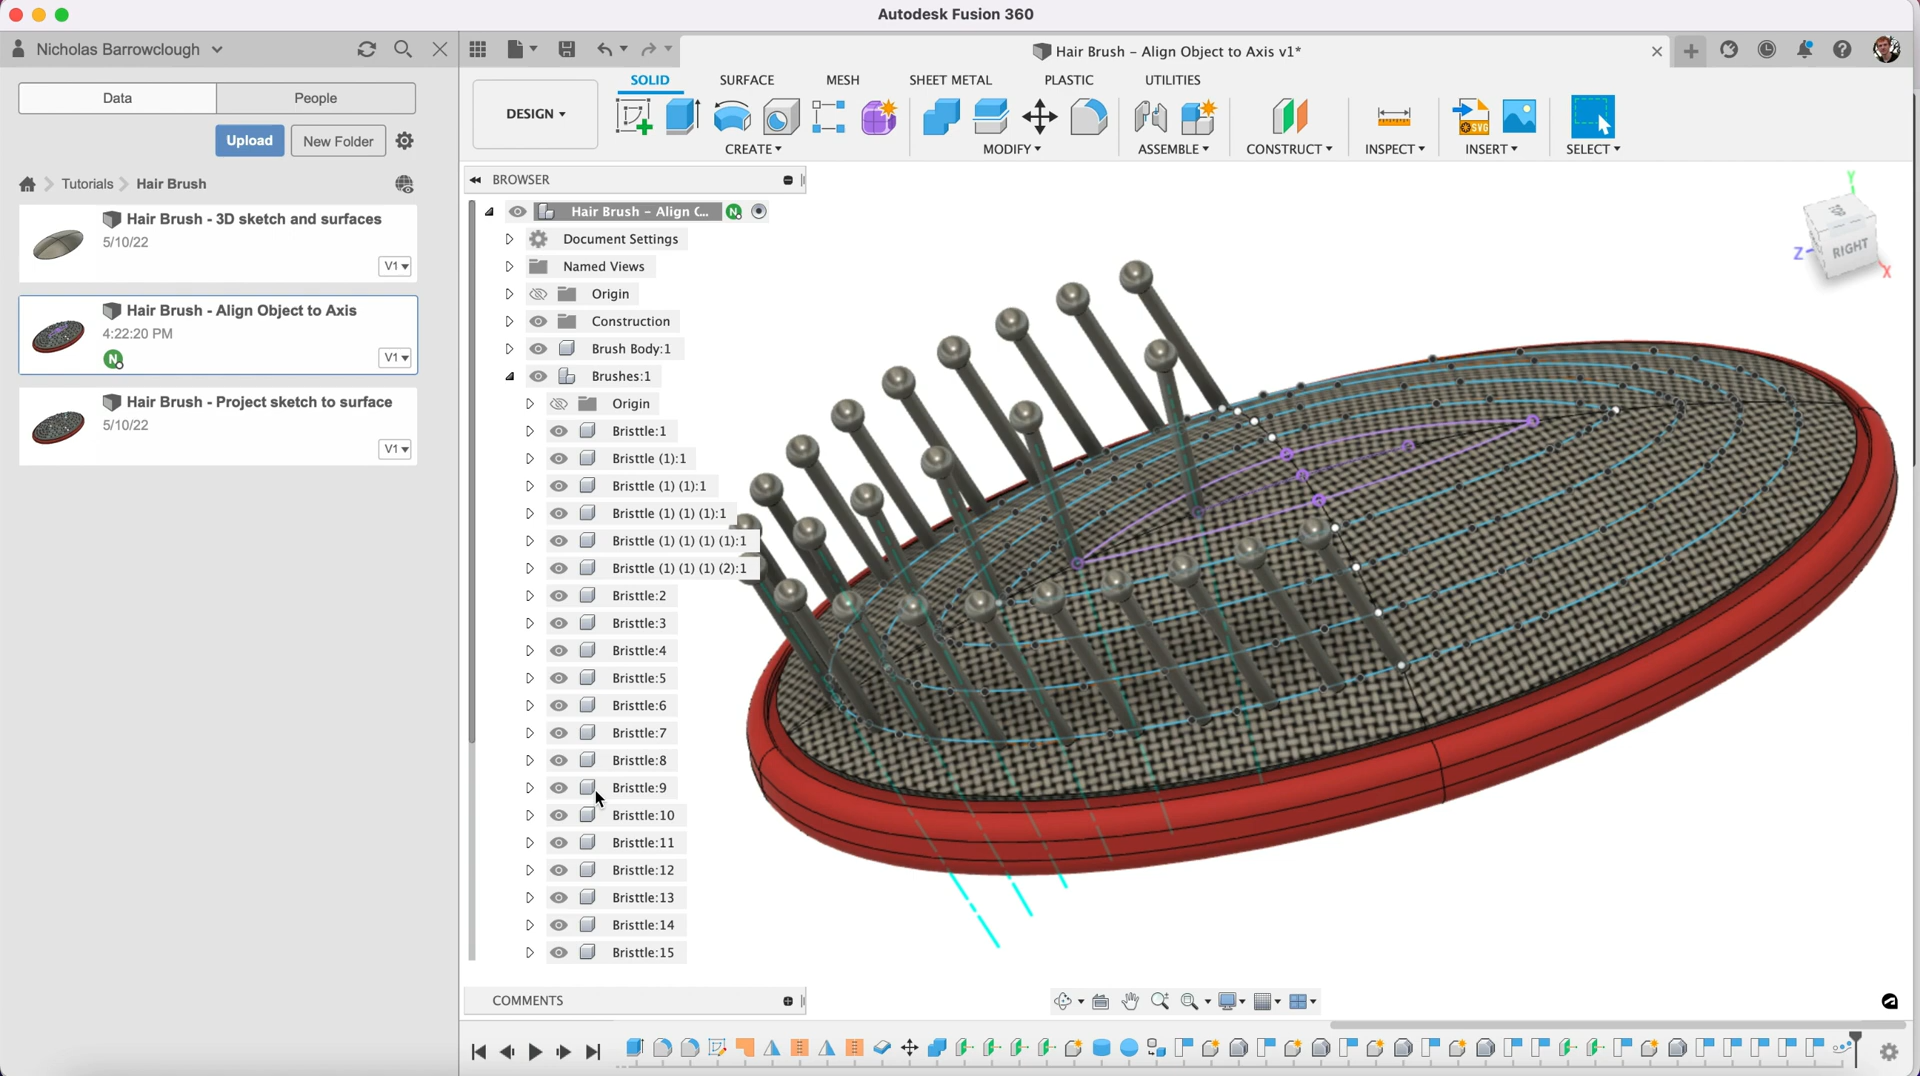 Autodesk Fusion 360
Nicholas Barrowclough
Hair Brush – Align Object to Axis v1*
Data
People
Upload
New Folder
Tutorials
Hair Brush
Hair Brush - 3D sketch and surfaces
5/10/22
V1
Hair Brush - Align Object to Axis
4:22:20 PM
N
V1
Hair Brush - Project sketch to surface
5/10/22
V1
SOLID
SURFACE
MESH
SHEET METAL
PLASTIC
UTILITIES
DESIGN
SVG
CREATE
MODIFY
ASSEMBLE
CONSTRUCT
INSPECT
INSERT
SELECT
BROWSER
Hair Brush – Align C...
N
Document Settings
Named Views
Origin
Construction
Brush Body:1
Brushes:1
Origin
Bristtle:1
Bristtle (1):1
Bristtle (1) (1):1
Bristtle (1) (1) (1):1
Bristtle (1) (1) (1) (1):1
Bristtle (1) (1) (1) (2):1
Bristtle:2
Bristtle:3
Bristtle:4
Bristtle:5
Bristtle:6
Bristtle:7
Bristtle:8
Bristtle:9
Bristtle:10
Bristtle:11
Bristtle:12
Bristtle:13
Bristtle:14
Bristtle:15
Y
TOP
Z
RIGHT
X
COMMENTS